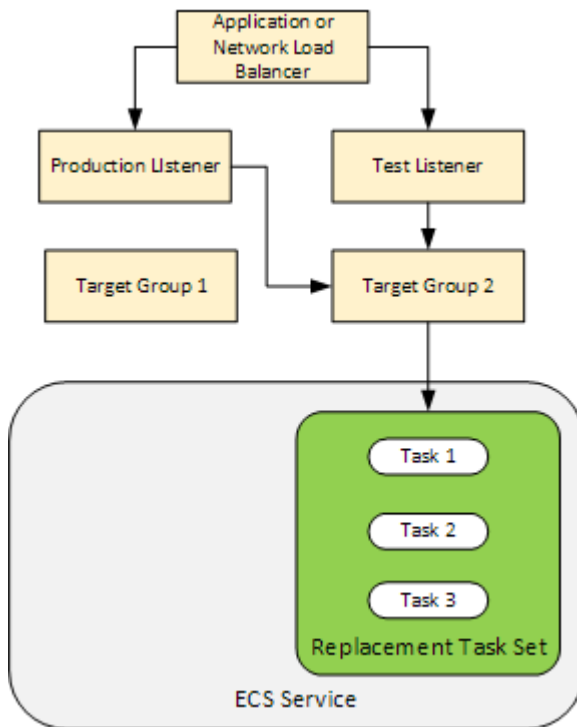 Application or
Network Load
Balancer
Production Listener
Test Listener
Target Group 1
Target Group 2
Task 1
Task 2
Task 3
Replacement Task Set
ECS Service